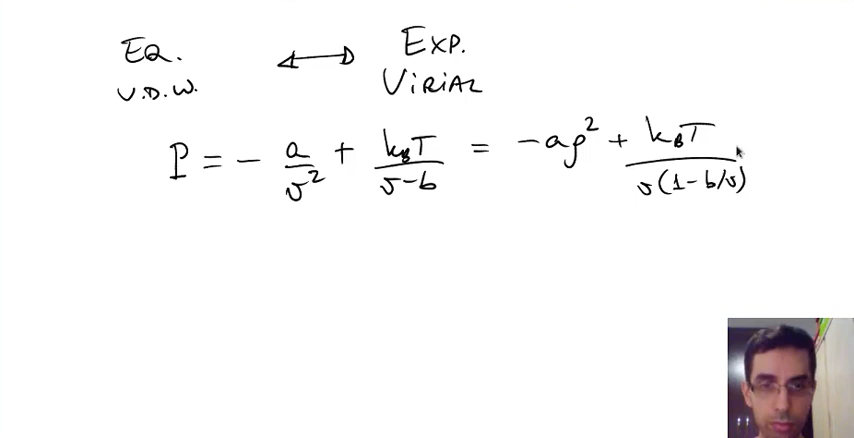 EQ. ⟷ EXP.
V.D.W. VIRIAL
P = - a/v² + k_BT/(v-b) = -aρ² + k_BT/(v(1-b/v))